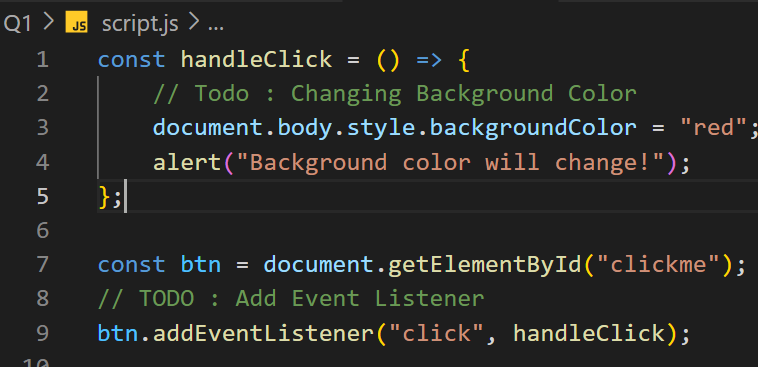 Q1 > JS script.js > ...
1 const handleClick = () => {
2 // Todo : Changing Background Color
3 document.body.style.backgroundColor = "red";
4 alert("Background color will change!");
5 };
6
7 const btn = document.getElementById("clickme");
8 // TODO : Add Event Listener
9 btn.addEventListener("click", handleClick);
10